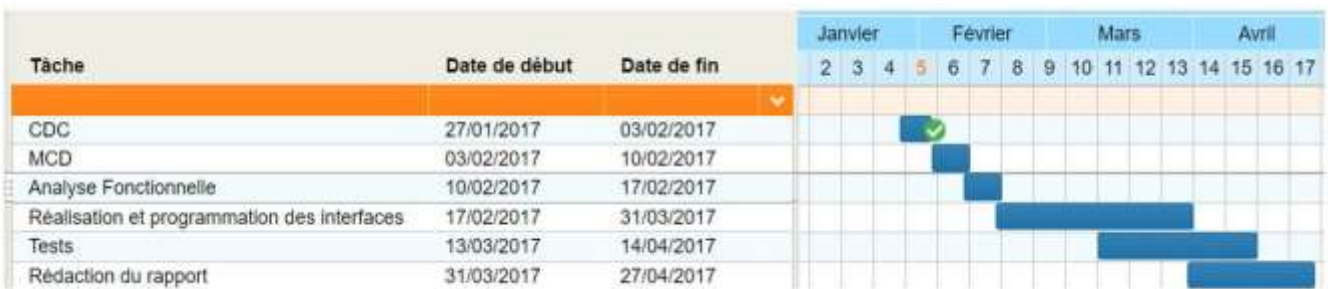 Janvier Février Mars Avril
Tâche Date de début Date de fin 2 3 4 5 6 7 8 9 10 11 12 13 14 15 16 17
CDC 27/01/2017 03/02/2017
MCD 03/02/2017 10/02/2017
Analyse Fonctionnelle 10/02/2017 17/02/2017
Réalisation et programmation des interfaces 17/02/2017 31/03/2017
Tests 13/03/2017 14/04/2017
Rédaction du rapport 31/03/2017 27/04/2017